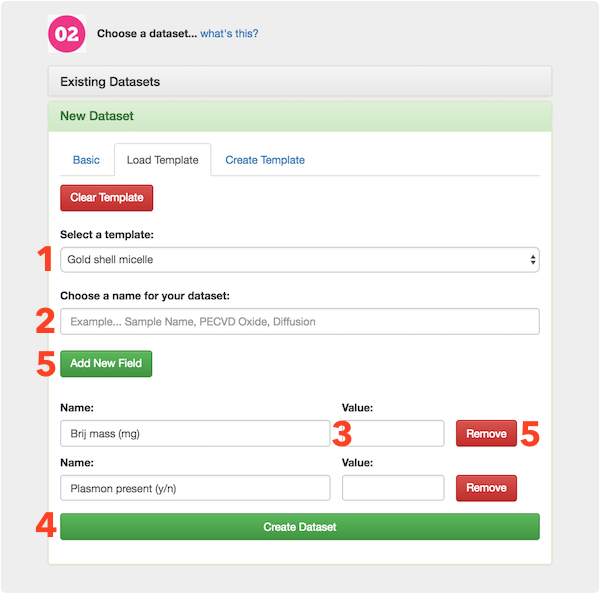 02 Choose a dataset... what's this?
Existing Datasets
New Dataset
Basic Load Template Create Template
Clear Template
Select a template:
1 Gold shell micelle
Choose a name for your dataset:
2 Example... Sample Name, PECVD Oxide, Diffusion
5 Add New Field
Name: Value:
Brij mass (mg) 3 Remove 5
Name: Value:
Plasmon present (y/n) Remove
4 Create Dataset